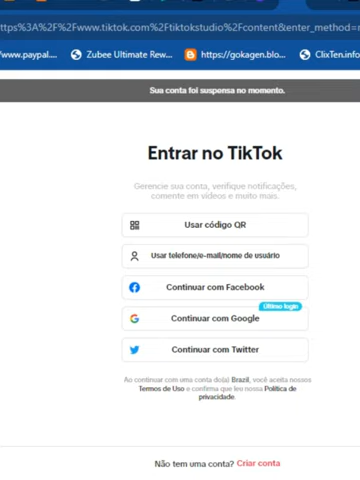 ttps%3A%2F%2Fwww.tiktok.com%2Ftiktokstudio%2Fcontent&enter_method=
/www.paypal.... Zubee Ultimate Rew... https://gokagen.blo... ClixTen.info
Sua conta foi suspensa no momento.
Entrar no TikTok
Gerencie sua conta, verifique notificações,
comente em vídeos e muito mais.
Usar código QR
Usar telefone/e-mail/nome de usuário
Continuar com Facebook
Último login
Continuar com Google
Continuar com Twitter
Ao continuar com uma conta do(a) Brazil, você aceita nossos
Termos de Uso e confirma que leu nossa Política de
privacidade.
Não tem uma conta? Criar conta